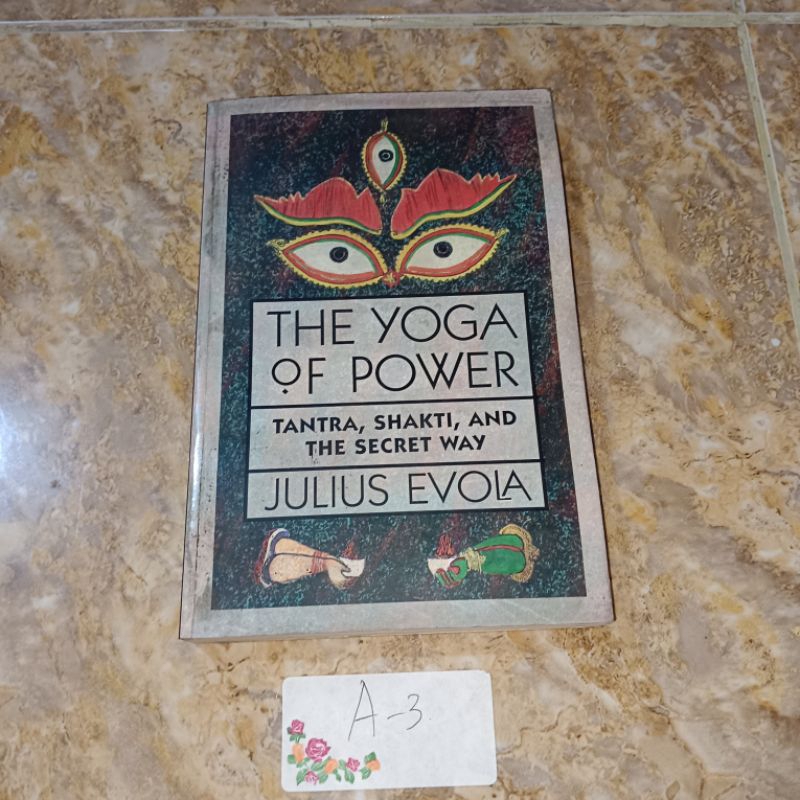 THE YOGA
OF POWER
TANTRA, SHAKTI, AND
THE SECRET WAY
JULIUS EVOLA
A-3